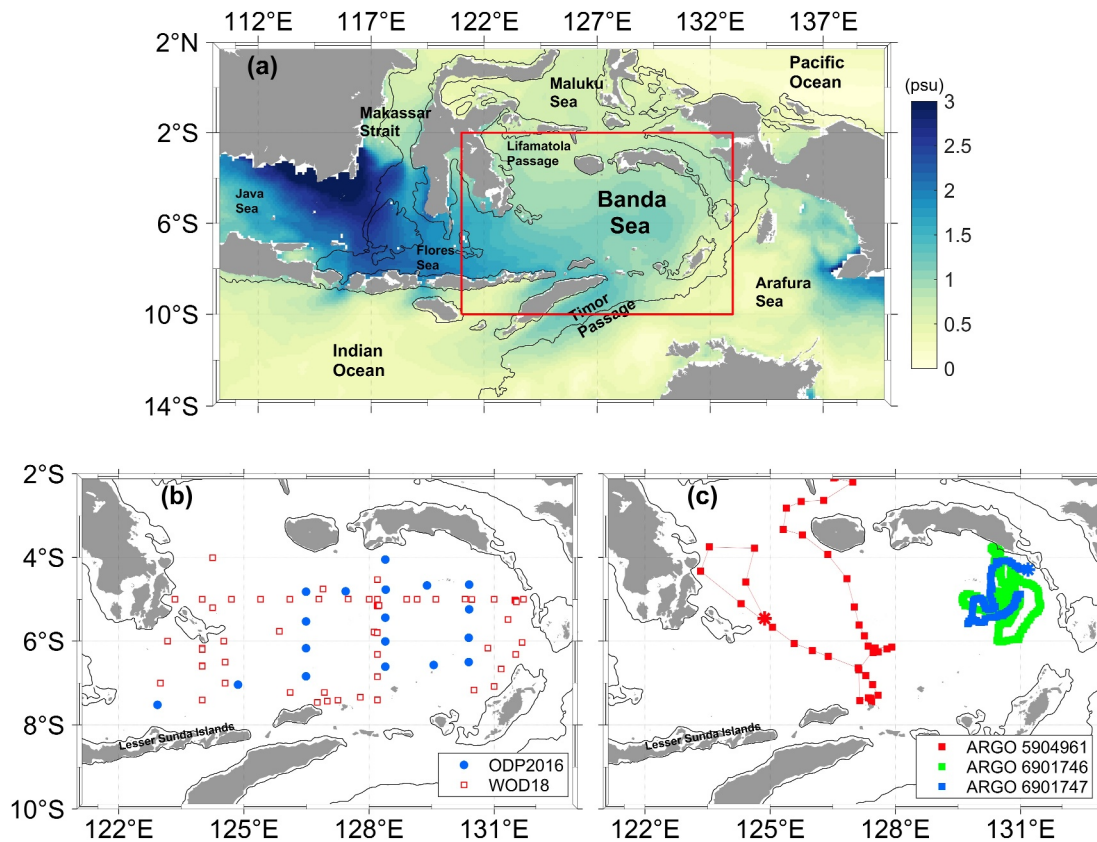 112°E 117°E 122°E 127°E 132°E 137°E
2°N
2°S
6°S
10°S
14°S
(a)
Pacific
Ocean
Maluku
Sea
Makassar
Strait
Lifamatola
Passage
Java
Sea
Banda
Sea
Flores
Sea
Arafura
Sea
Timor
Passage
Indian
Ocean
(psu)
3
2.5
2
1.5
1
0.5
0
2°S
4°S
6°S
8°S
10°S
(b)
Lesser Sunda Islands
ODP2016
WOD18
122°E 125°E 128°E 131°E
(c)
Lesser Sunda Islands
ARGO 5904961
ARGO 6901746
ARGO 6901747
122°E 125°E 128°E 131°E